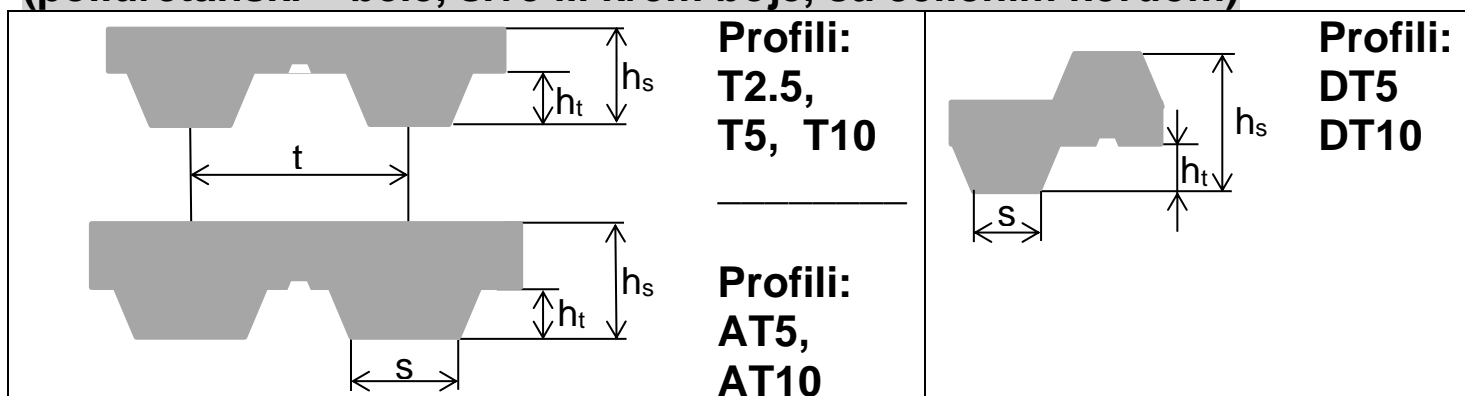 Profili:
T2.5,
T5, T10
Profili:
AT5,
AT10
hs
ht
t
hs
ht
s
Profili:
DT5
DT10
hs
ht
s